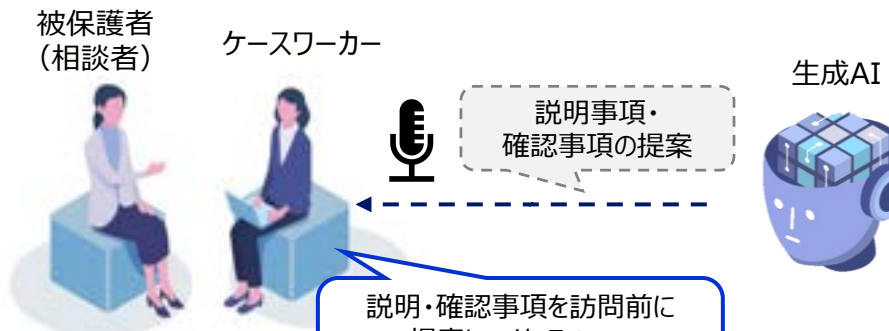 被保護者
（相談者）
ケースワーカー
生成AI
説明事項・
確認事項の提案
説明・確認事項を訪問前に